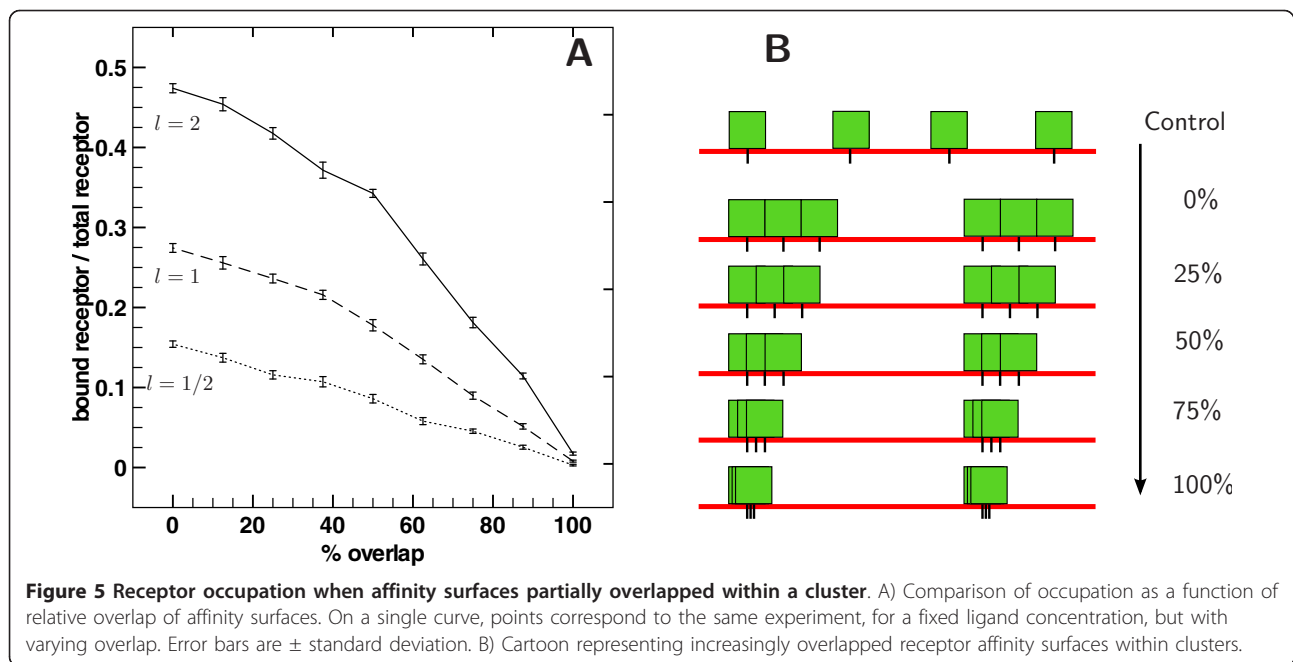 A
0.5
0.4
0.3
0.2
0.1
0
l = 2
l = 1
l = 1/2
bound receptor / total receptor
0 20 40 60 80 100
% overlap
B
Control
0%
25%
50%
75%
100%
Figure 5 Receptor occupation when affinity surfaces partially overlapped within a cluster. A) Comparison of occupation as a function of
relative overlap of affinity surfaces. On a single curve, points correspond to the same experiment, for a fixed ligand concentration, but with
varying overlap. Error bars are ± standard deviation. B) Cartoon representing increasingly overlapped receptor affinity surfaces within clusters.